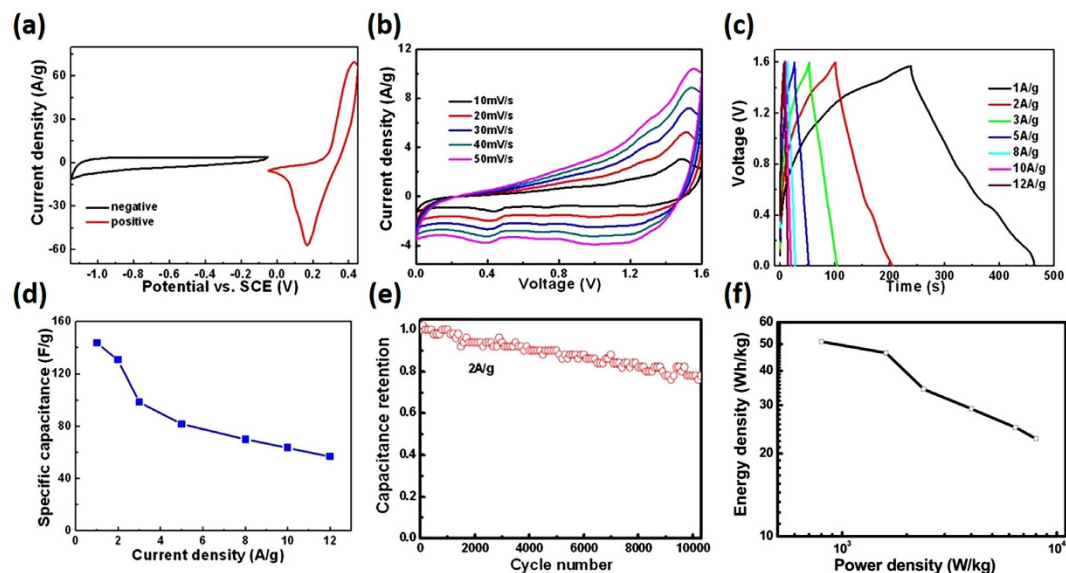 (a)
Current density (A/g)
60
30
0
-30
-60
negative
positive
-1.0 -0.8 -0.6 -0.4 -0.2 0.0 0.2 0.4
Potential vs. SCE (V)
(b)
Current density (A/g)
12
8
4
0
-4
10mV/s
20mV/s
30mV/s
40mV/s
50mV/s
0.0 0.4 0.8 1.2 1.6
Voltage (V)
(c)
Voltage (V)
1.6
1.2
0.8
0.4
0.0
1A/g
2A/g
3A/g
5A/g
8A/g
10A/g
12A/g
0 100 200 300 400 500
Time (s)
(d)
Specific capacitance (F/g)
160
120
80
40
0
0 2 4 6 8 10 12
Current density (A/g)
(e)
Capacitance retention
1.0
0.8
0.6
0.4
0.2
0.0
2A/g
0 2000 4000 6000 8000 10000
Cycle number
(f)
Energy density (Wh/kg)
60
50
40
30
20
10
10³ 10⁴
Power density (W/kg)